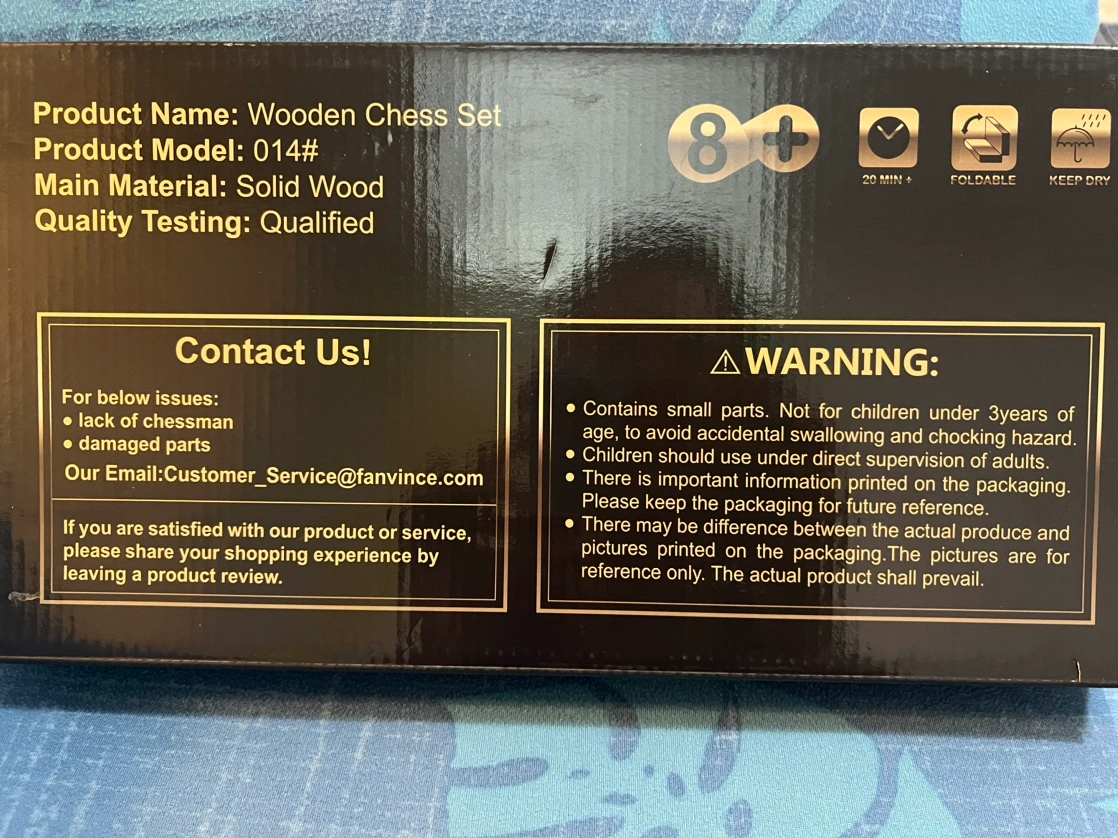 Product Name: Wooden Chess Set
Product Model: 014#
Main Material: Solid Wood
Quality Testing: Qualified
8+
20 MIN +
FOLDABLE
KEEP DRY
Contact Us!
For below issues:
• lack of chessman
• damaged parts
Our Email:Customer_Service@fanvince.com
If you are satisfied with our product or service,
please share your shopping experience by
leaving a product review.
⚠WARNING:
• Contains small parts. Not for children under 3years of
age, to avoid accidental swallowing and chocking hazard.
• Children should use under direct supervision of adults.
• There is important information printed on the packaging.
Please keep the packaging for future reference.
• There may be difference between the actual produce and
pictures printed on the packaging.The pictures are for
reference only. The actual product shall prevail.